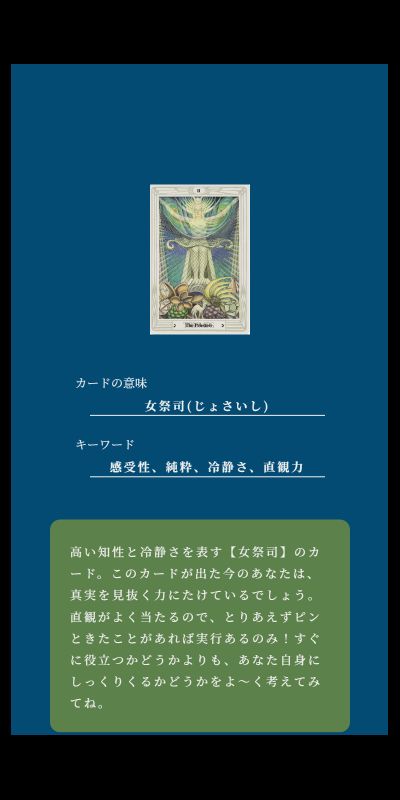 II
The Priestess
カードの意味
女祭司(じょさいし)
キーワード
感受性、純粋、冷静さ、直観力
高い知性と冷静さを表す【女祭司】のカ
ード。このカードが出た今のあなたは、
真実を見抜く力にたけているでしょう。
直観がよく当たるので、とりあえずピン
ときたことがあれば実行あるのみ！すぐ
に役立つかどうかよりも、あなた自身に
しっくりくるかどうかをよ〜く考えてみ
てね。